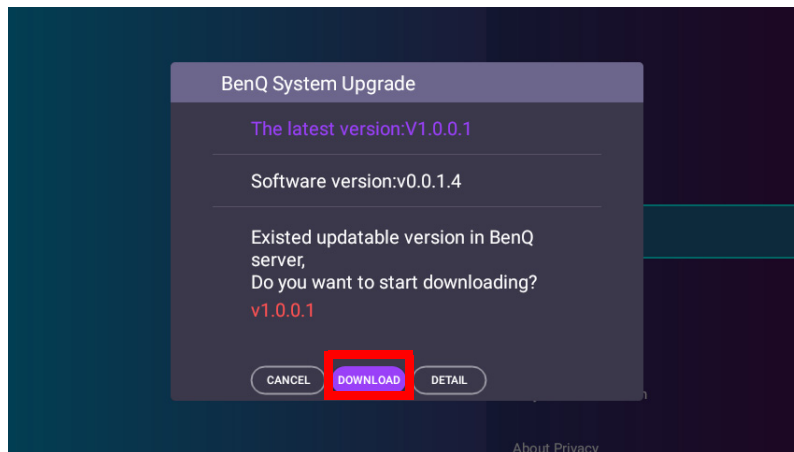 BenQ System Upgrade
The latest version:V1.0.0.1
Software version:v0.0.1.4
Existed updatable version in BenQ
server,
Do you want to start downloading?
v1.0.0.1
CANCEL DOWNLOAD DETAIL
About Privacy